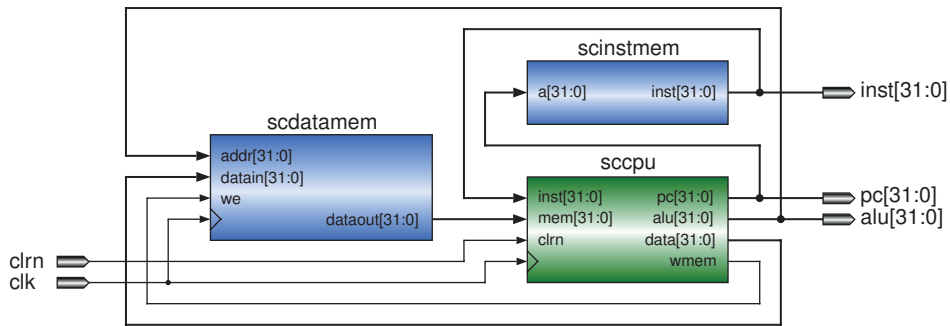 scinstmem
a[31:0] inst[31:0]
inst[31:0]
scdatamem
addr[31:0]
datain[31:0]
we
dataout[31:0]
sccpu
inst[31:0] pc[31:0]
mem[31:0] alu[31:0]
clrn data[31:0]
wmem
pc[31:0]
alu[31:0]
clrn
clk